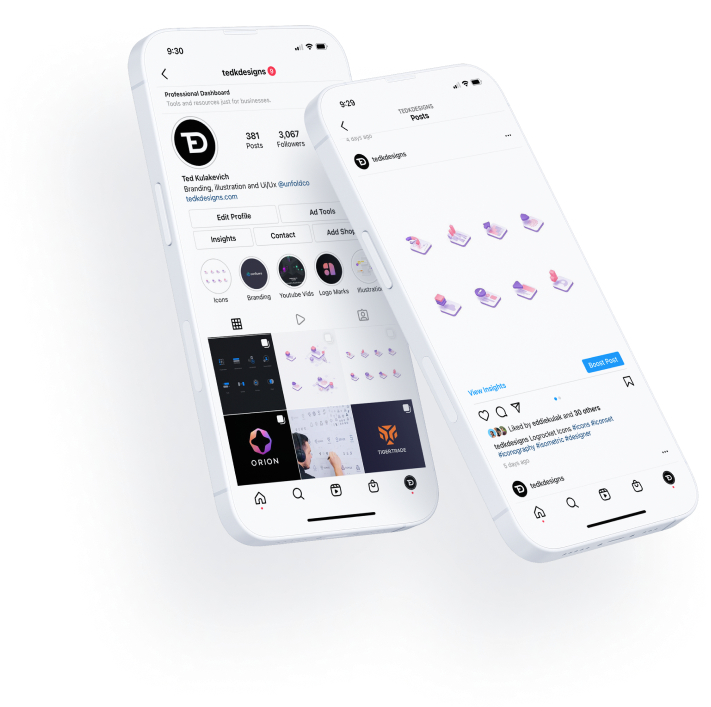 9:30
tedkdesigns 9
Professional Dashboard
Tools and resources just for businesses.
TD
381
Posts
3,067
Followers
Ted Kulakevich
Branding, illustration and Ui/Ux @unfoldco
tedkdesigns.com
Edit Profile
Ad Tools
Insights
Contact
Add Shop
Icons
Branding
Youtube Vids
Logo Marks
Illustration
ORION
TIGERTRADE
9:29
TEDKDESIGNS
Posts
4 days ago
tedkdesigns
View Insights
Boost Post
Liked by eddiekulak and 30 others
tedkdesigns Logrocket Icons #icons #iconset
#iconography #isometric #designer
5 days ago
tedkdesigns